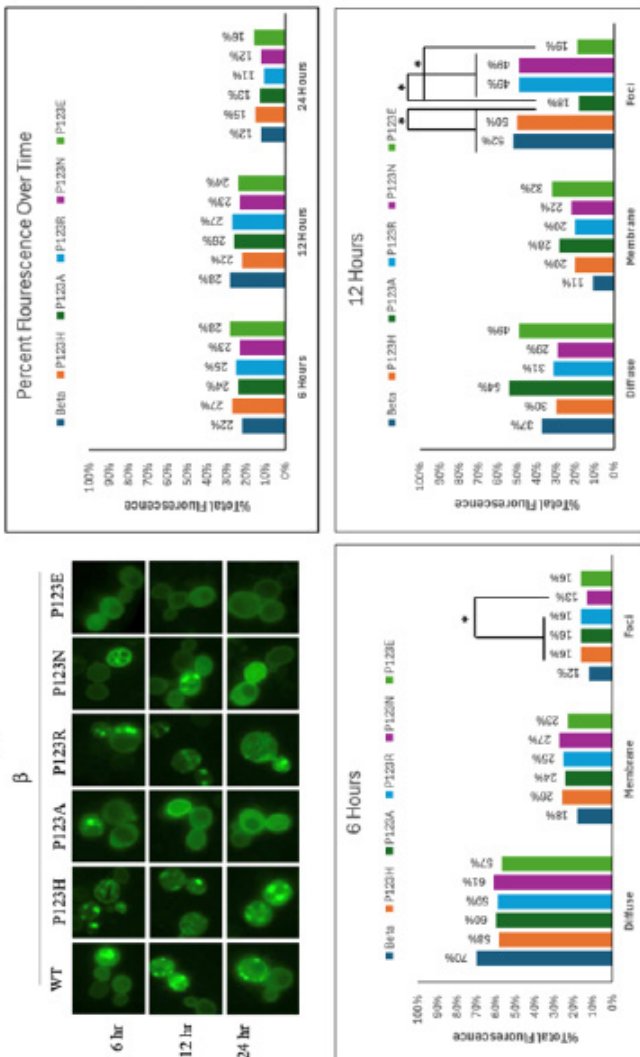 β
WT P123H P123A P123R P123N P123E
6 hr
12 hr
24 hr
Percent Flourescence Over Time
Beta P123H P123A P123R P123N P123E
%Total Fluorescence
100%
90%
80%
70%
60%
50%
40%
30%
20%
10%
0%
22% 27% 24% 25% 23% 28%
28% 22% 26% 27% 23% 24%
12% 15% 13% 11% 12% 16%
6 Hours 12 Hours 24 Hours
6 Hours
Beta P123H P123A P123R P123N P123E
%Total Fluorescence
100%
90%
80%
70%
60%
50%
40%
30%
20%
10%
0%
70% 58% 60% 59% 61% 57%
18% 26% 24% 25% 27% 23%
12% 16% 16% 16% 13% 16%
*
Diffuse Membrane Foci
12 Hours
Beta P123H P123A P123R P123N P123E
%Total Fluorescence
100%
90%
80%
70%
60%
50%
40%
30%
20%
10%
0%
37% 30% 54% 31% 29% 49%
11% 20% 28% 20% 22% 32%
52% 50% 18% 49% 49% 19%
* * *
Diffuse Membrane Foci